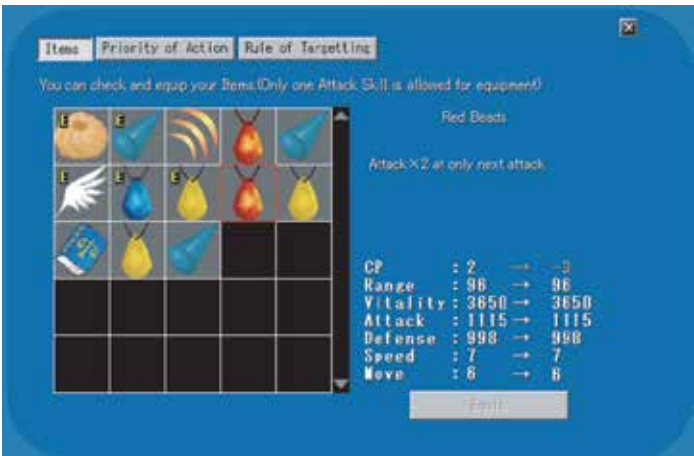 Items Priority of Action Rule of Targetting
You can check and equip your Items.(Only one Attack Skill is allowed for equipment)
E E
Red Beads
Attack×2 at only next attack
E E E
CP : 2 → -3
Range : 96 → 96
Vitality : 3650 → 3650
Attack : 1115 → 1115
Defense : 998 → 998
Speed : 7 → 7
Move : 6 → 6